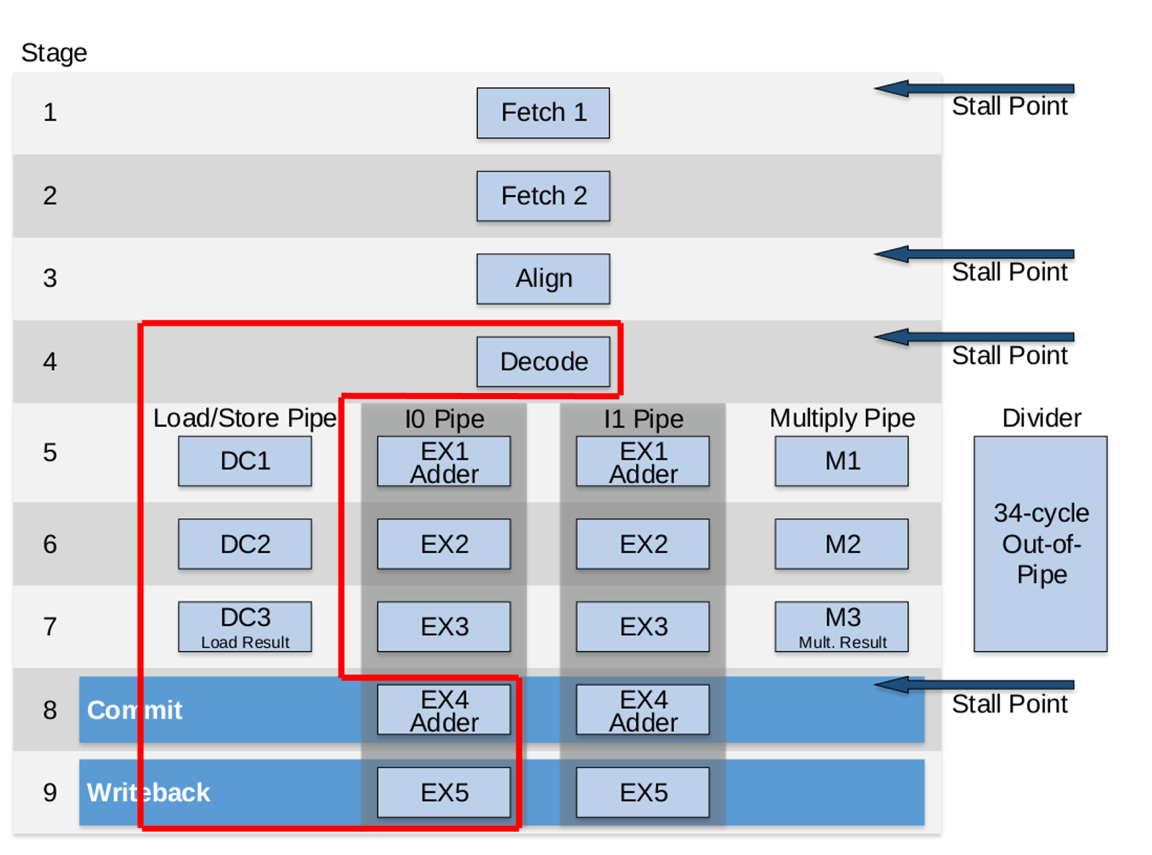 Stage
1
Fetch 1
Stall Point
2
Fetch 2
3
Align
Stall Point
4
Decode
Stall Point
Load/Store Pipe
I0 Pipe
I1 Pipe
Multiply Pipe
Divider
5
DC1
EX1
Adder
EX1
Adder
M1
34-cycle
Out-of-
Pipe
6
DC2
EX2
EX2
M2
7
DC3
Load Result
EX3
EX3
M3
Mult. Result
8
Commit
EX4
Adder
EX4
Adder
Stall Point
9
Writeback
EX5
EX5